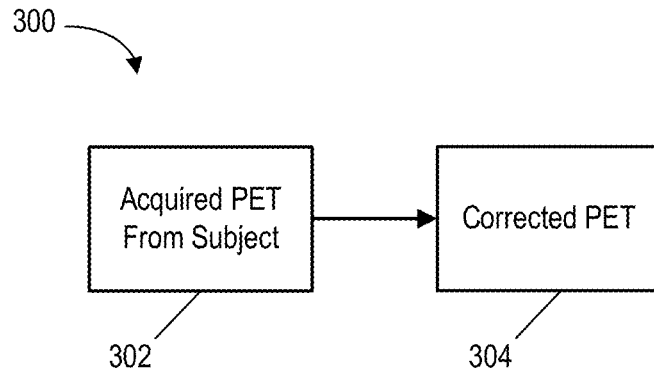 300
Acquired PET
From Subject
Corrected PET
302
304